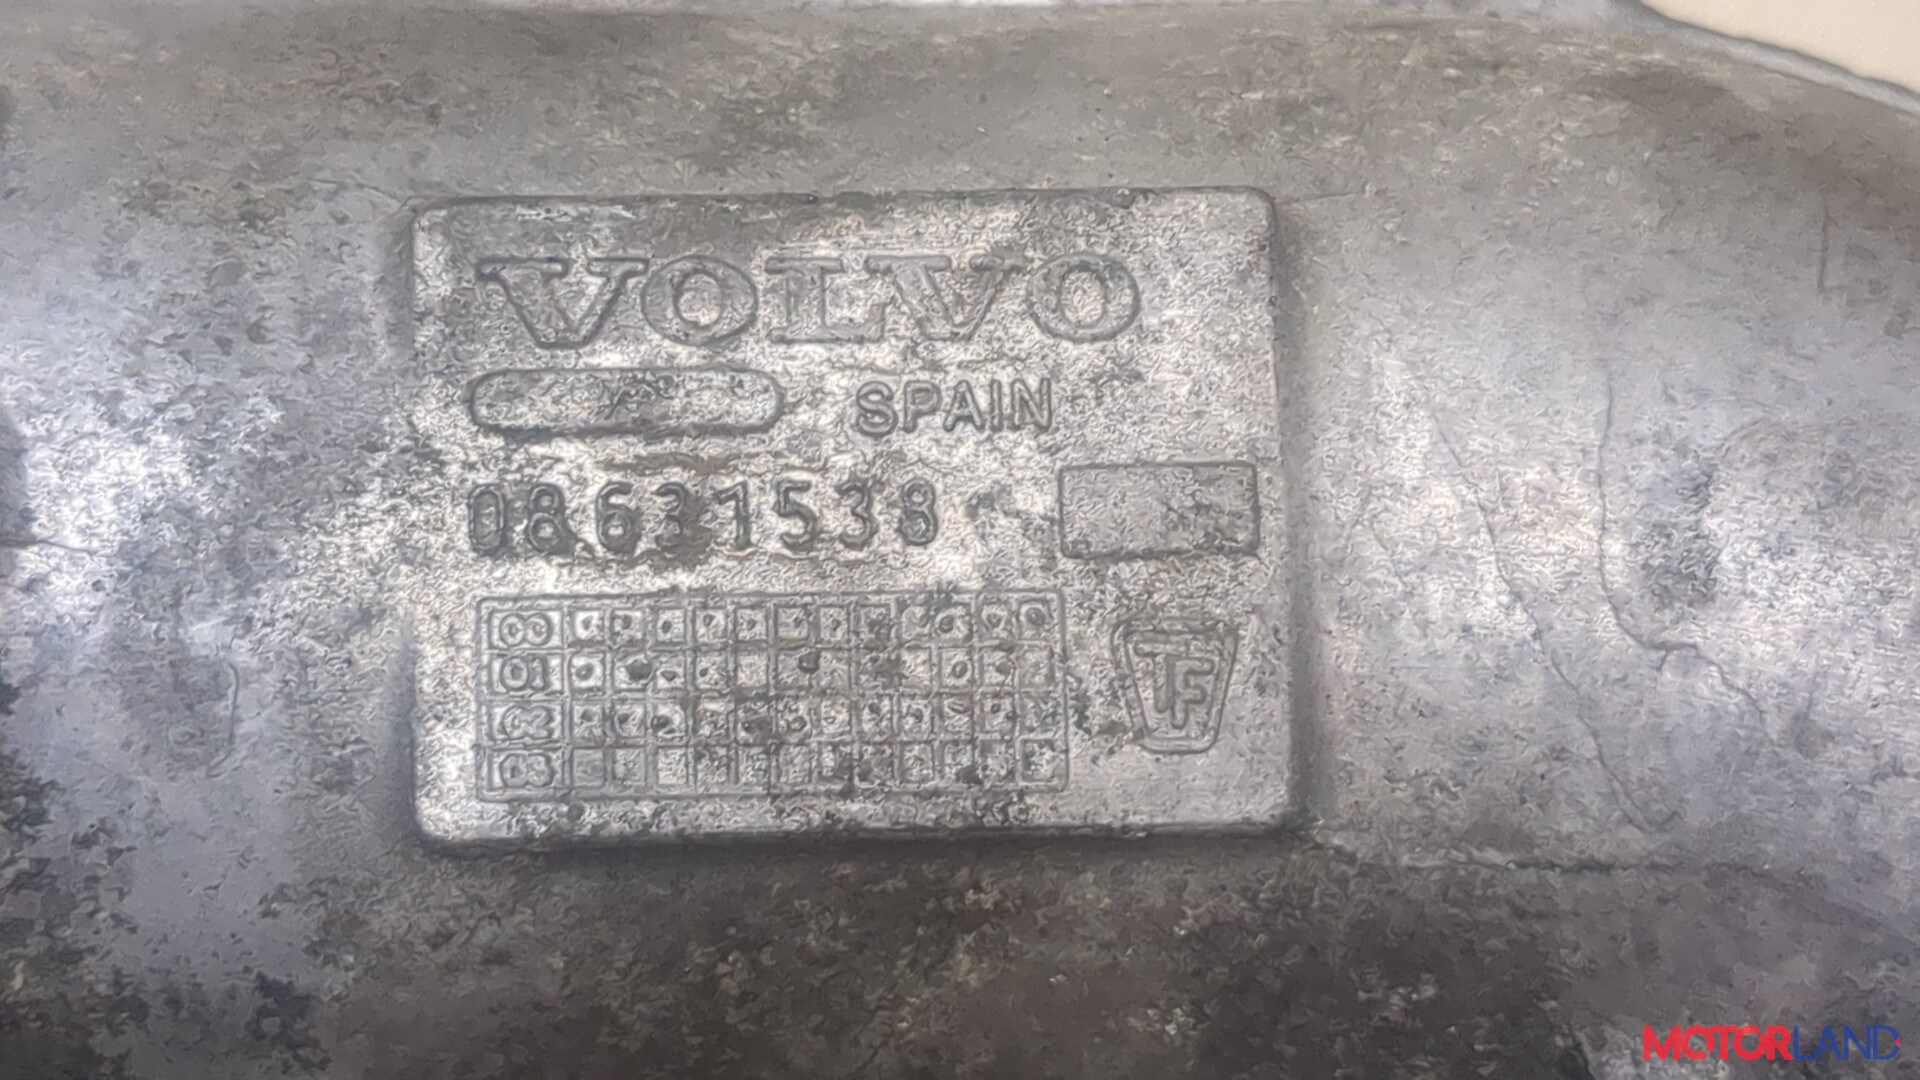 VOLVO
SPAIN
08631538
00
01
02
03
TF
MOTORLAND